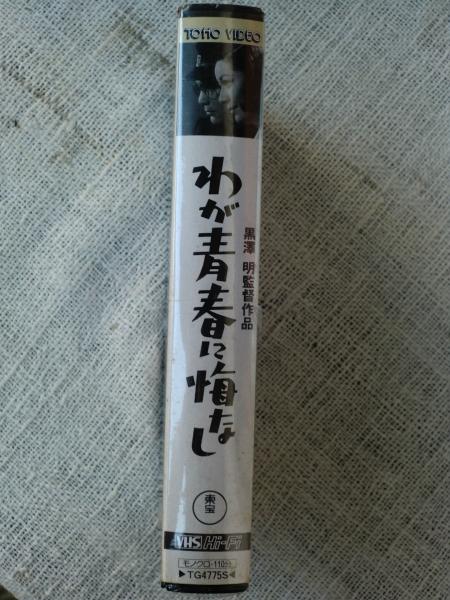 TOHO VIDEO
わが青春に悔なし
黒澤 明監督作品
東宝
VHS Hi-Fi
モノクロ・110分
▶TG4775S◀